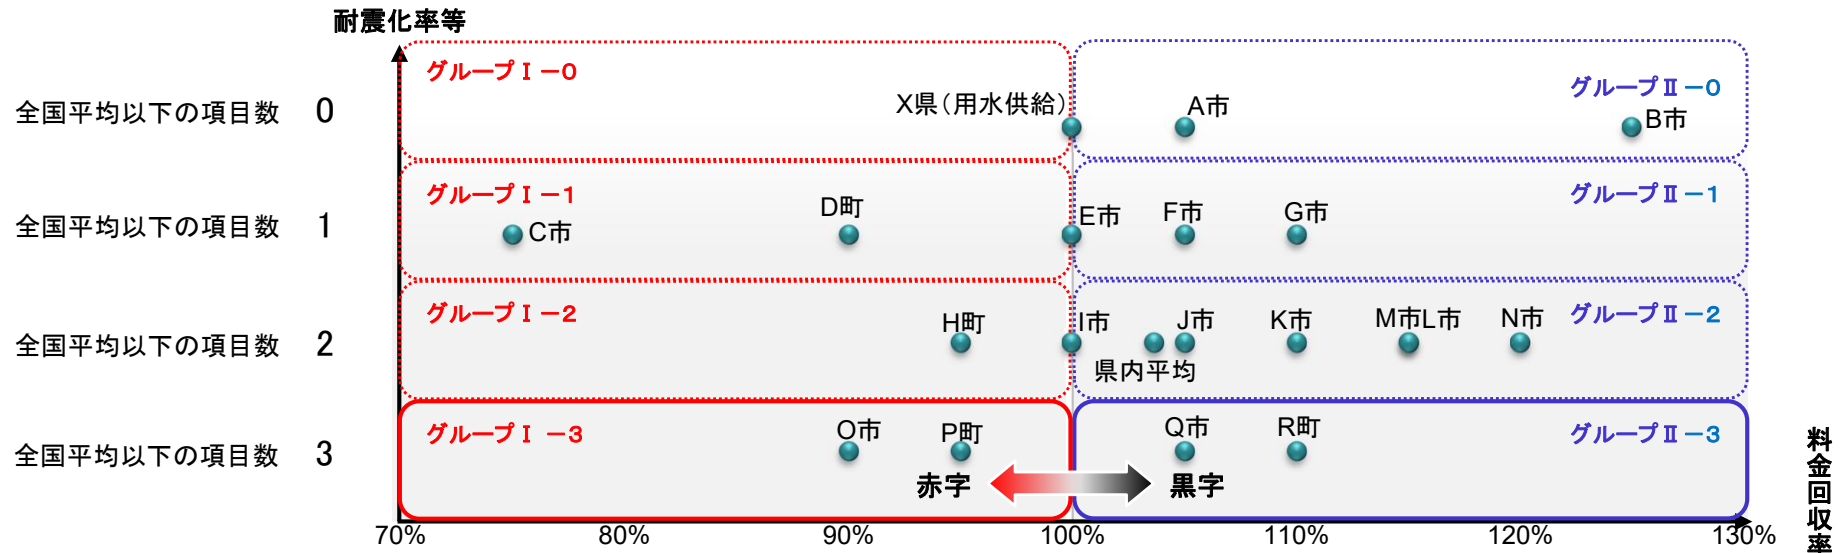 耐震化率等
グループⅠ－０
グループⅡ－０
全国平均以下の項目数 0
X県（用水供給）
A市
B市
グループⅠ－１
グループⅡ－１
全国平均以下の項目数 1
C市
D町
E市
F市
G市
グループⅠ－２
グループⅡ－２
全国平均以下の項目数 2
H町
I市
県内平均
J市
K市
M市L市
N市
グループⅠ－３
グループⅡ－３
全国平均以下の項目数 3
O市
P町
Q市
R町
赤字
黒字
料金回収率
70% 80% 90% 100% 110% 120% 130%